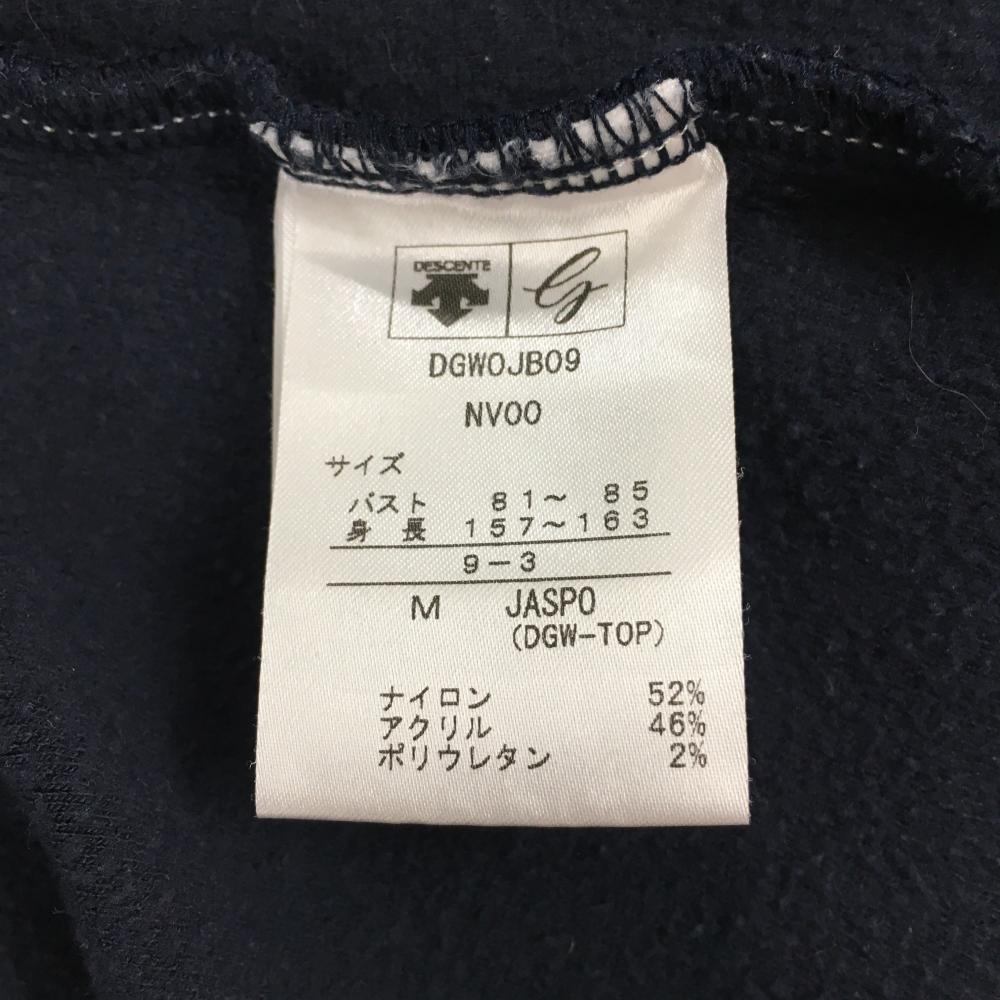 DESCENTE
G
DGWOJB09
NV00
サイズ
バスト 81～ 85
身 長 157～163
9－3
M JASPO
(DGW-TOP)
ナイロン 52%
アクリル 46%
ポリウレタン 2%